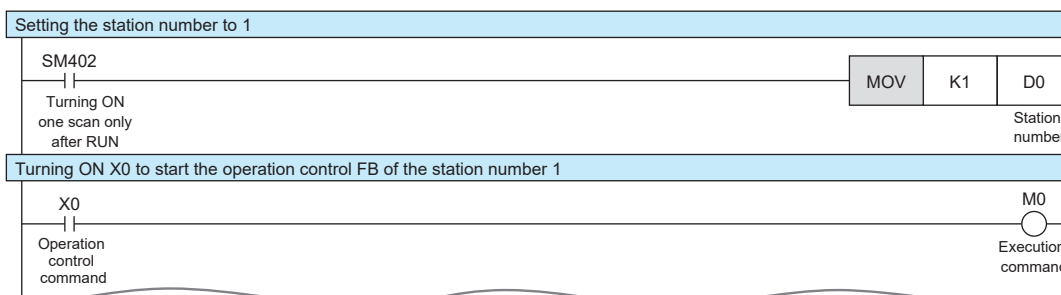 Setting the station number to 1
SM402
MOV K1 D0
Turning ON
one scan only
after RUN
Station
Turning ON X0 to start the operation control FB of the station number 1
X0
M0
Operation
control
command